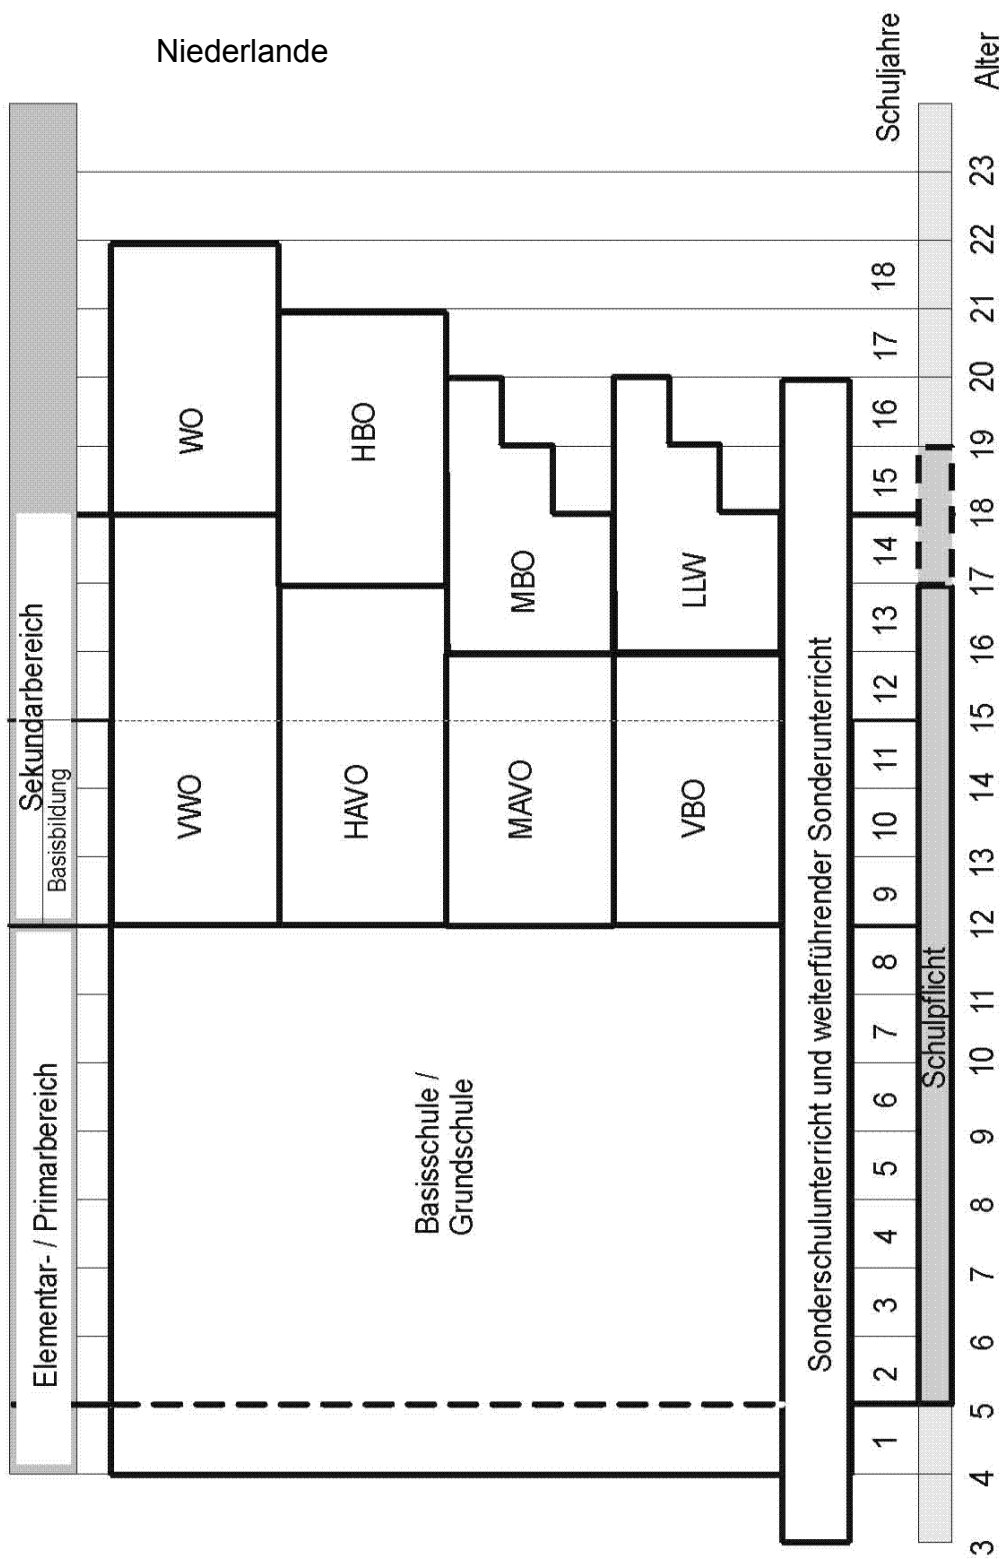 Niederlande
Elementar- / Primarbereich
Sekundarbereich
Basisbildung
Basisschule /
Grundschule
VWO
WO
HAVO
HBO
MAVO
MBO
VBO
LLW
Sonderschulunterricht und weiterführender Sonderunterricht
1 2 3 4 5 6 7 8 9 10 11 12 13 14 15 16 17 18 Schuljahre
Schulpflicht
3 4 5 6 7 8 9 10 11 12 13 14 15 16 17 18 19 20 21 22 23 Alter